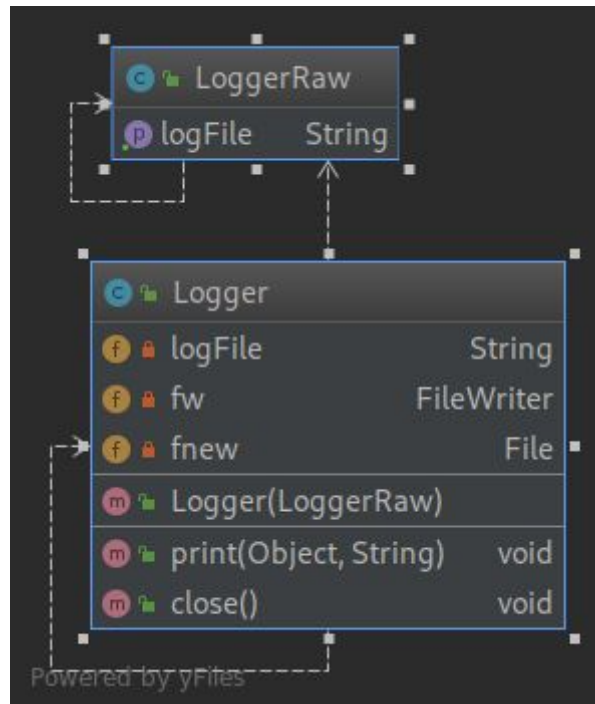 LoggerRaw
logFile String
Logger
logFile String
fw FileWriter
fnew File
Logger(LoggerRaw)
print(Object, String) void
close() void
Powered by yFiles